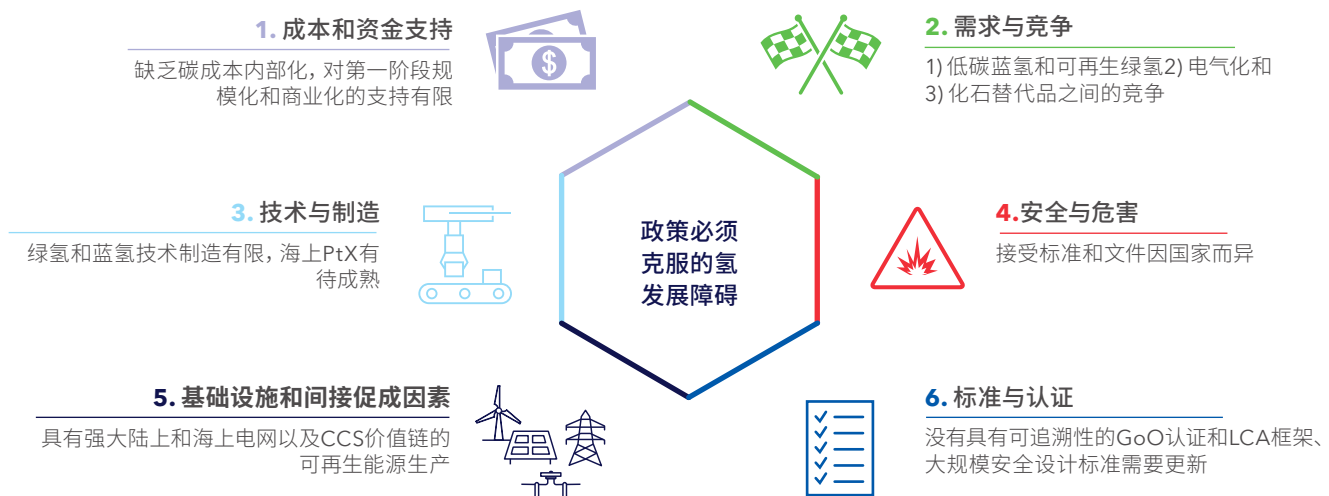 1. 成本和资金支持
缺乏碳成本内部化，对第一阶段规
模化和商业化的支持有限
$
2. 需求与竞争
1) 低碳蓝氢和可再生绿氢2) 电气化和
3) 化石替代品之间的竞争
3. 技术与制造
绿氢和蓝氢技术制造有限，海上PtX有
待成熟
政策必须
克服的氢
发展障碍
4.安全与危害
接受标准和文件因国家而异
5. 基础设施和间接促成因素
具有强大陆上和海上电网以及CCS价值链的
可再生能源生产
6. 标准与认证
没有具有可追溯性的GoO认证和LCA框架、
大规模安全设计标准需要更新